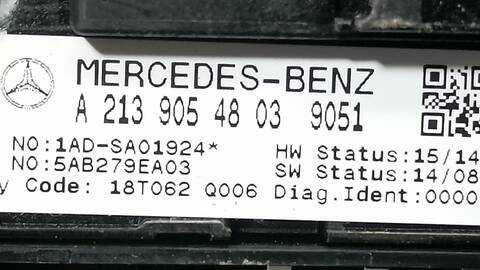 MERCEDES-BENZ
A 213 905 48 03 9051
NO:1AD-SA01924* HW Status:15/14
NO:5AB279EA03 SW Status:14/08
y Code: 18T062 Q006 Diag.Ident:0000